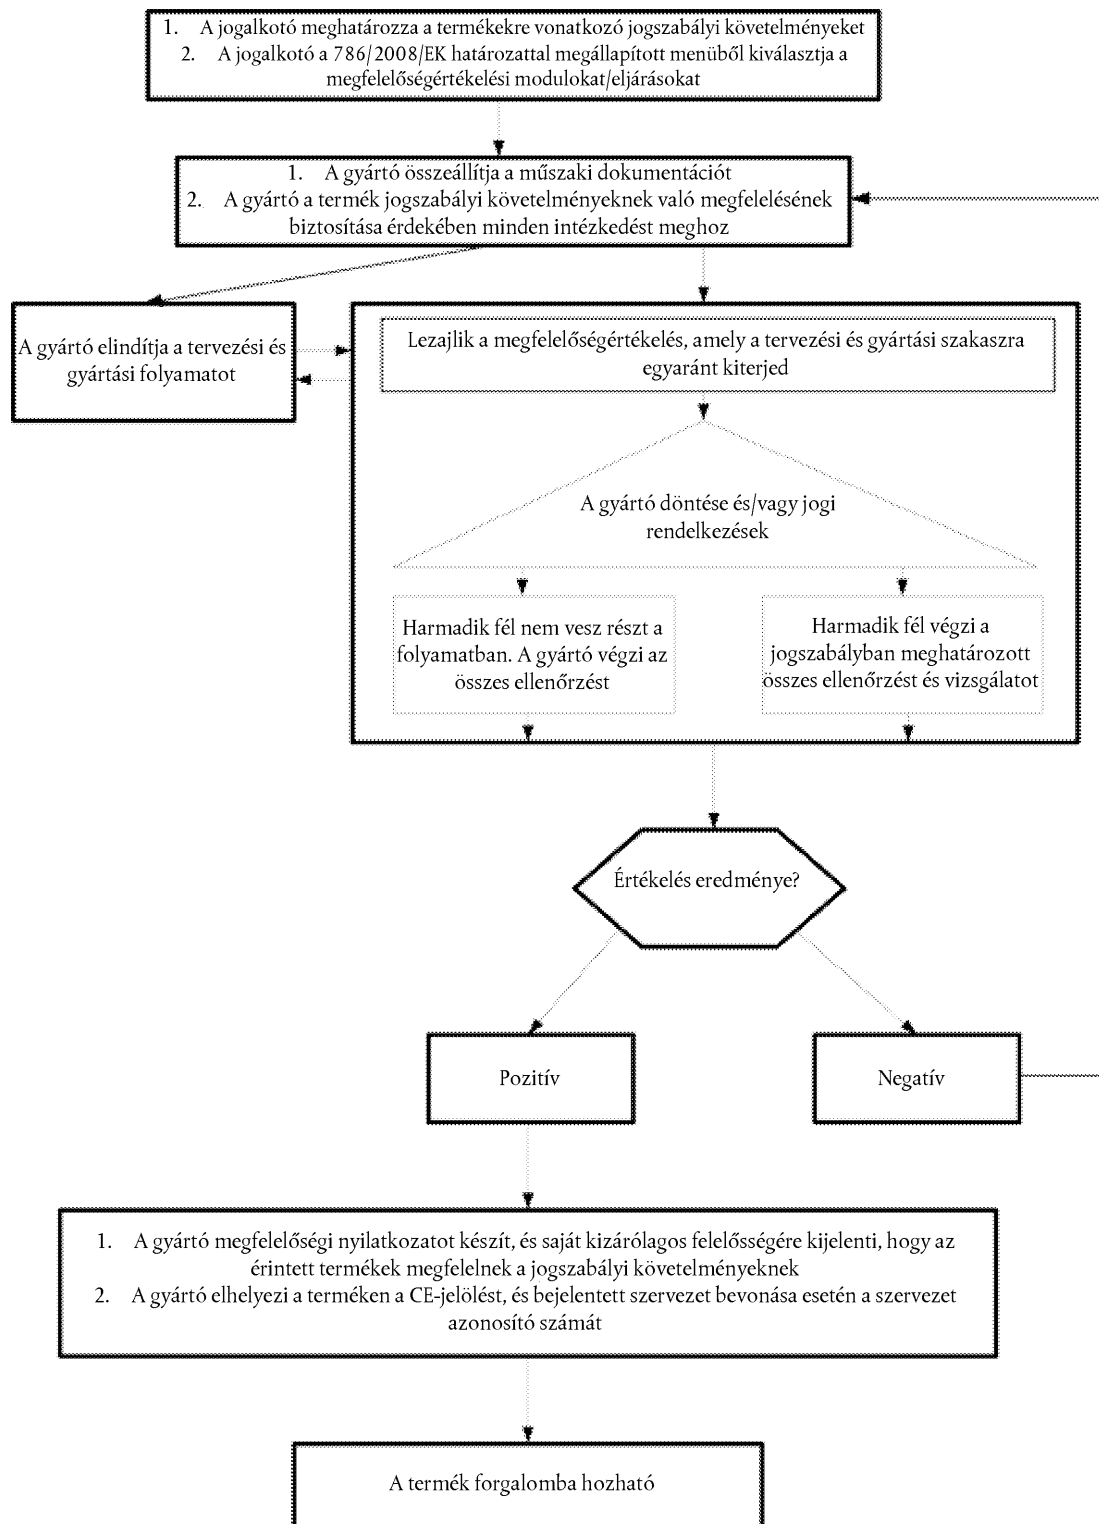 1. A jogalkotó meghatározza a termékekre vonatkozó jogszabályi követelményeket
2. A jogalkotó a 786/2008/EK határozattal megállapított menüből kiválasztja a
megfelelőségértékelési modulokat/eljárásokat
1. A gyártó összeállítja a műszaki dokumentációt
2. A gyártó a termék jogszabályi követelményeknek való megfelelésének
biztosítása érdekében minden intézkedést meghoz
A gyártó elindítja a tervezési és
gyártási folyamatot
Lezajlik a megfelelőségértékelés, amely a tervezési és gyártási szakaszra
egyaránt kiterjed
A gyártó döntése és/vagy jogi
rendelkezések
Harmadik fél nem vesz részt a
folyamatban. A gyártó végzi az
összes ellenőrzést
Harmadik fél végzi a
jogszabályban meghatározott
összes ellenőrzést és vizsgálatot
Értékelés eredménye?
Pozitív
Negatív
1. A gyártó megfelelőségi nyilatkozatot készít, és saját kizárólagos felelősségére kijelenti, hogy az
érintett termékek megfelelnek a jogszabályi követelményeknek
2. A gyártó elhelyezi a terméken a CE-jelölést, és bejelentett szervezet bevonása esetén a szervezet
azonosító számát
A termék forgalomba hozható